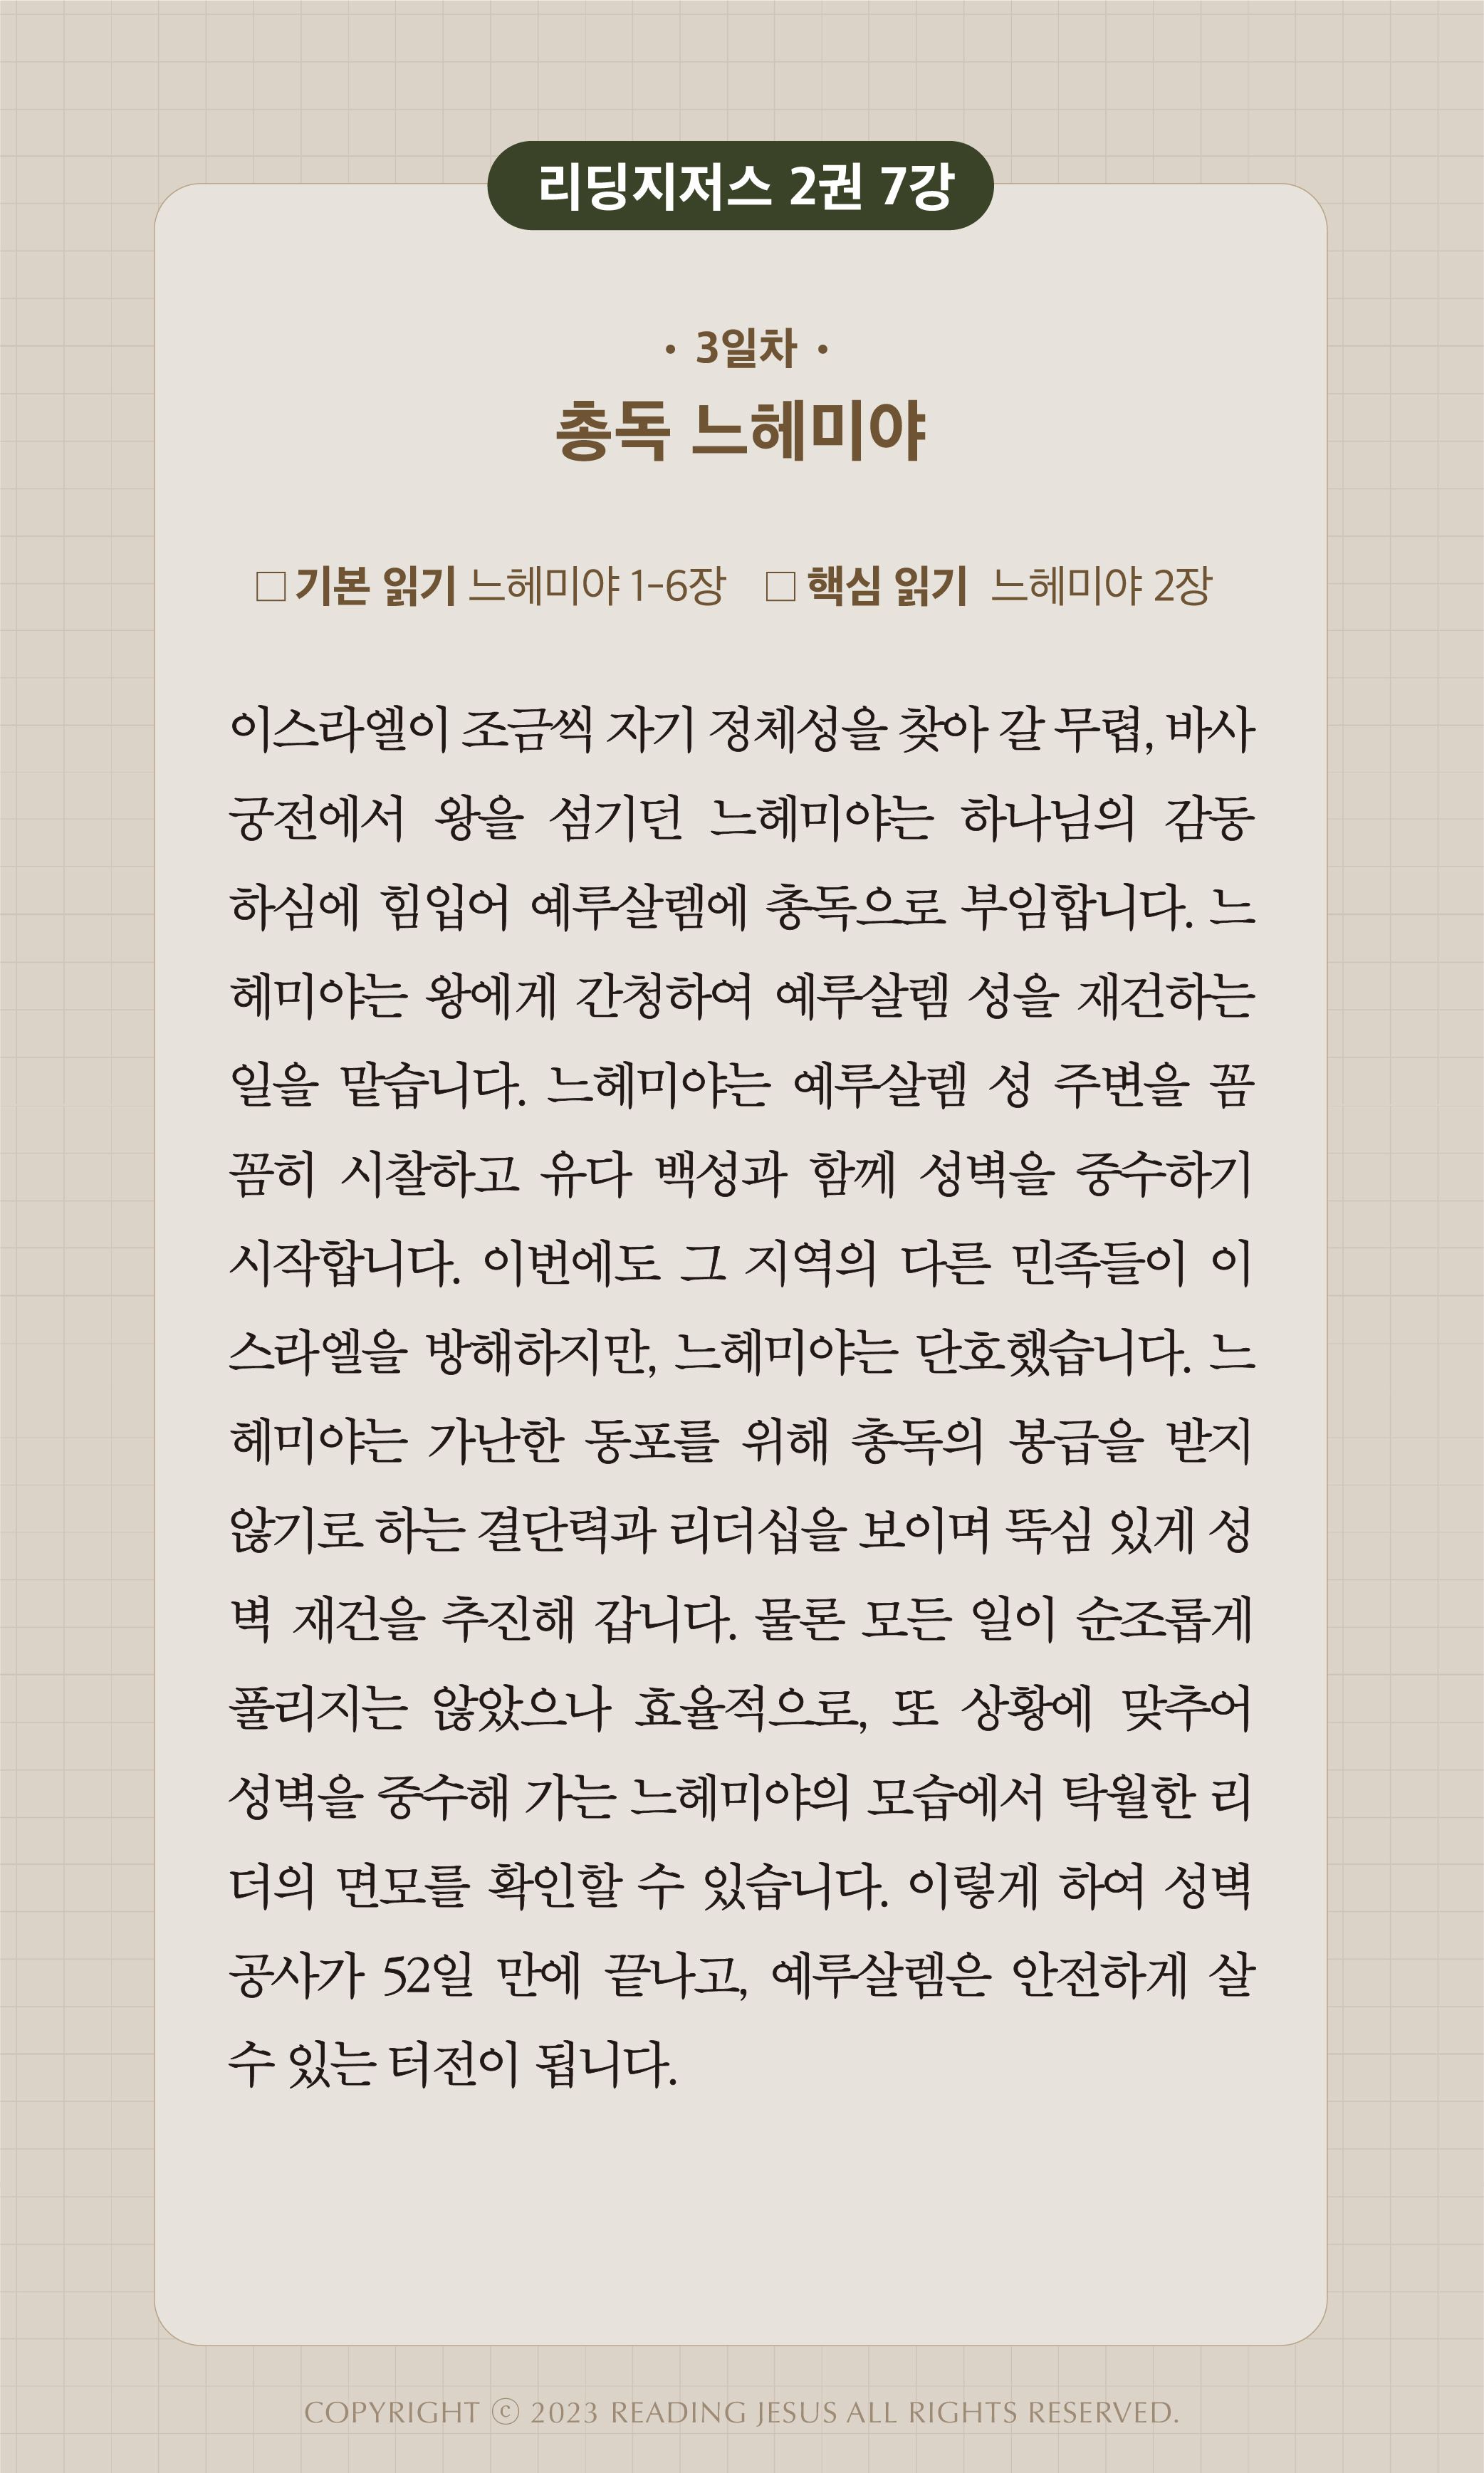 리딩지저스 2권 7강
· 3일차 ·
총독 느헤미야
□ 기본 읽기 느헤미야 1-6장 □ 핵심 읽기 느헤미야 2장
이스라엘이 조금씩 자기 정체성을 찾아 갈 무렵, 바사
궁전에서 왕을 섬기던 느헤미야는 하나님의 감동
하심에 힘입어 예루살렘에 총독으로 부임합니다. 느
헤미야는 왕에게 간청하여 예루살렘 성을 재건하는
일을 맡습니다. 느헤미야는 예루살렘 성 주변을 꼼
꼼히 시찰하고 유다 백성과 함께 성벽을 중수하기
시작합니다. 이번에도 그 지역의 다른 민족들이 이
스라엘을 방해하지만, 느헤미야는 단호했습니다. 느
헤미야는 가난한 동포를 위해 총독의 봉급을 받지
않기로 하는 결단력과 리더십을 보이며 뚝심 있게 성
벽 재건을 추진해 갑니다. 물론 모든 일이 순조롭게
풀리지는 않았으나 효율적으로, 또 상황에 맞추어
성벽을 중수해 가는 느헤미야의 모습에서 탁월한 리
더의 면모를 확인할 수 있습니다. 이렇게 하여 성벽
공사가 52일 만에 끝나고, 예루살렘은 안전하게 살
수 있는 터전이 됩니다.
COPYRIGHT ⓒ 2023 READING JESUS ALL RIGHTS RESERVED.